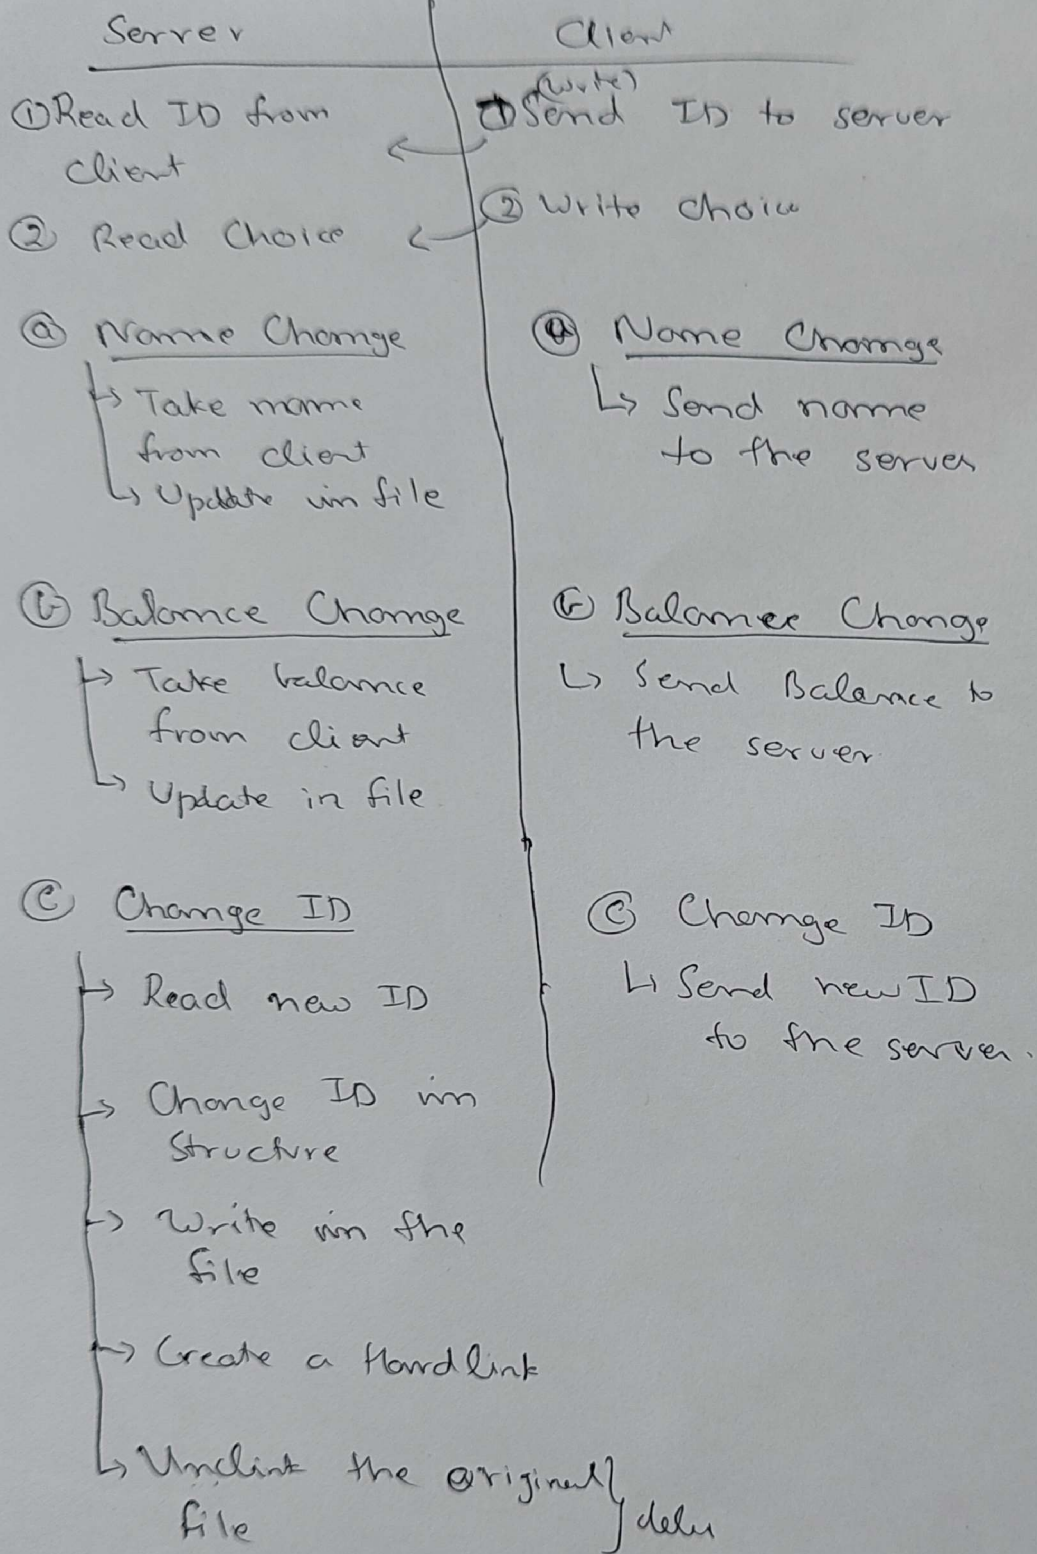 Server
① Read ID from
client
② Read Choice
ⓐ Name Change
↳ Take name
from client
↳ Update in file
ⓑ Balance Change
↳ Take balance
from client
↳ Update in file
ⓒ Change ID
↳ Read new ID
↳ Change ID in
Structure
↳ Write in the
file
↳ Create a Hardlink
↳ Unlink the original
file
Client
(write)
① Send ID to server
② Write choice
ⓐ Name Change
↳ Send name
to the server
ⓑ Balance Change
↳ Send Balance to
the server
ⓒ Change ID
↳ Send new ID
to the server.